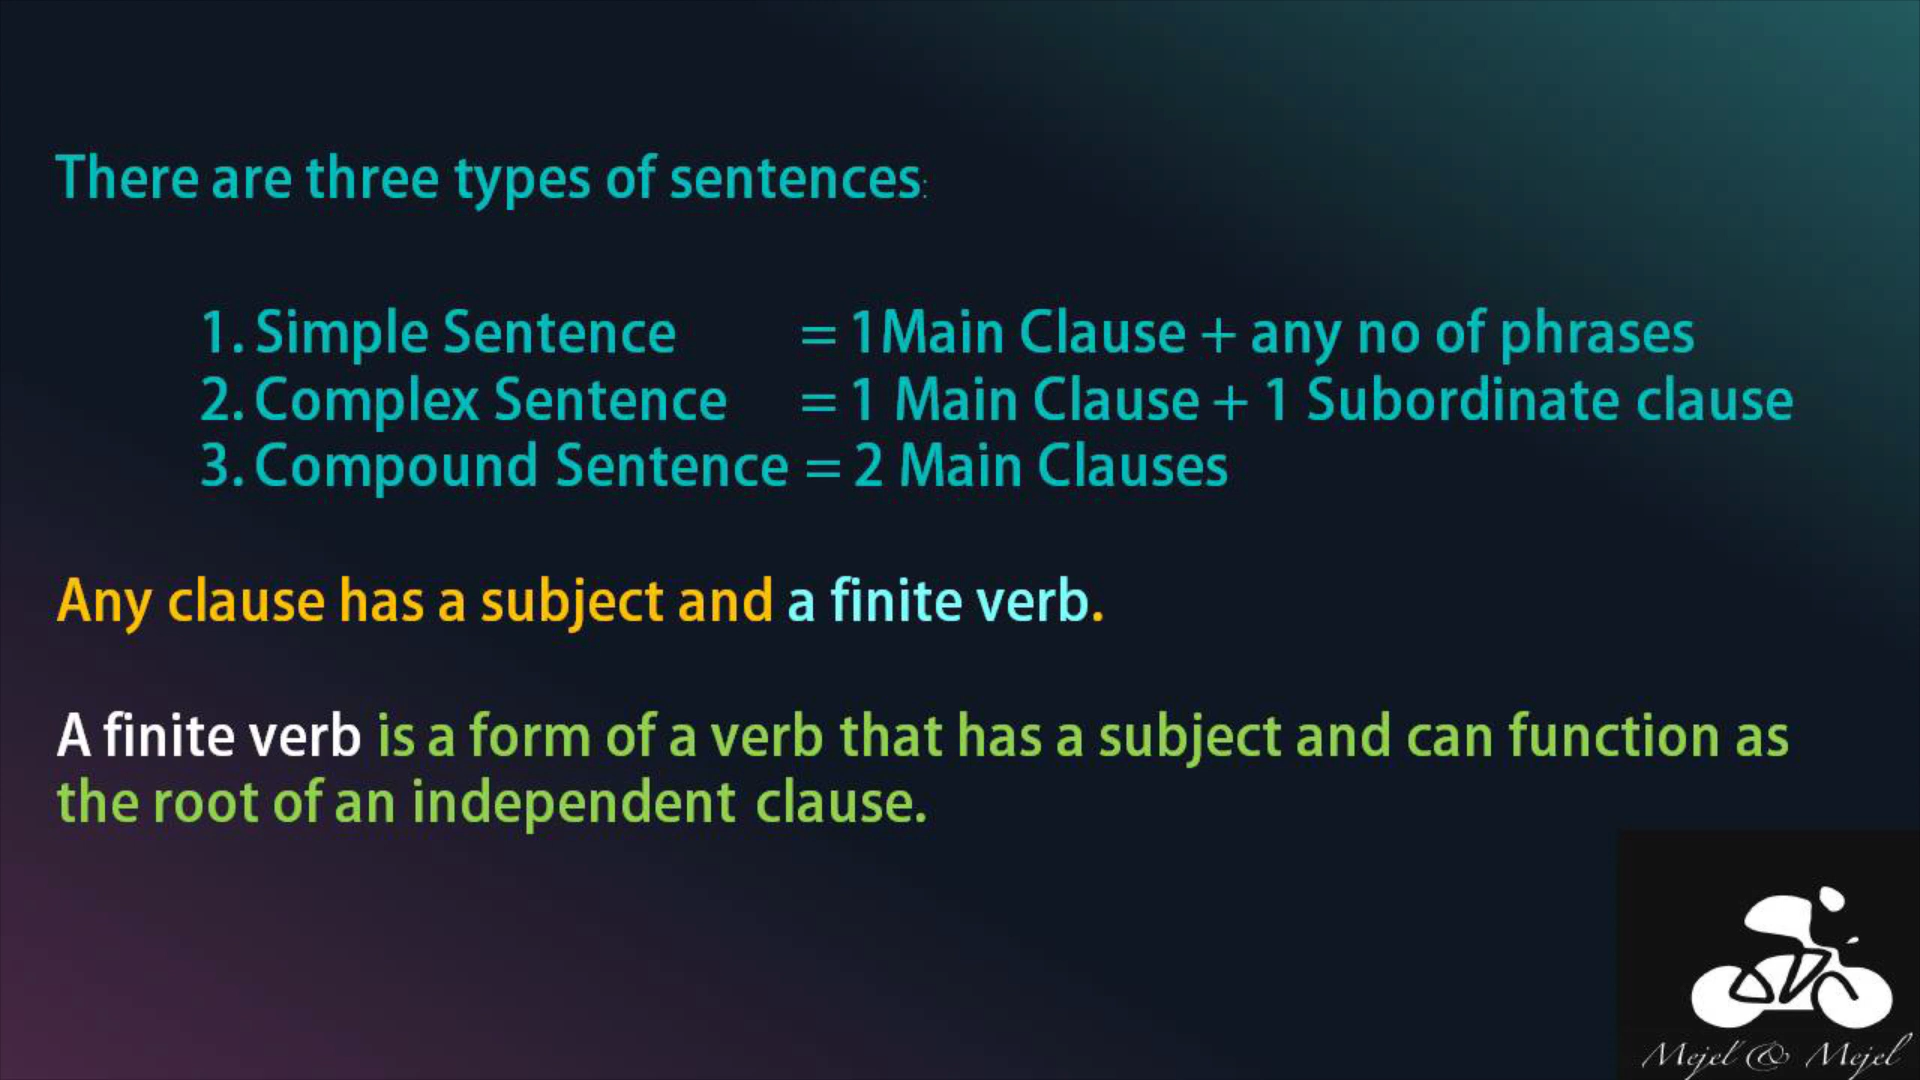 There are three types of sentences:
1. Simple Sentence = 1Main Clause + any no of phrases
2. Complex Sentence = 1 Main Clause + 1 Subordinate clause
3. Compound Sentence = 2 Main Clauses
Any clause has a subject and a finite verb.
A finite verb is a form of a verb that has a subject and can function as
the root of an independent clause.
Mejel & Mejel